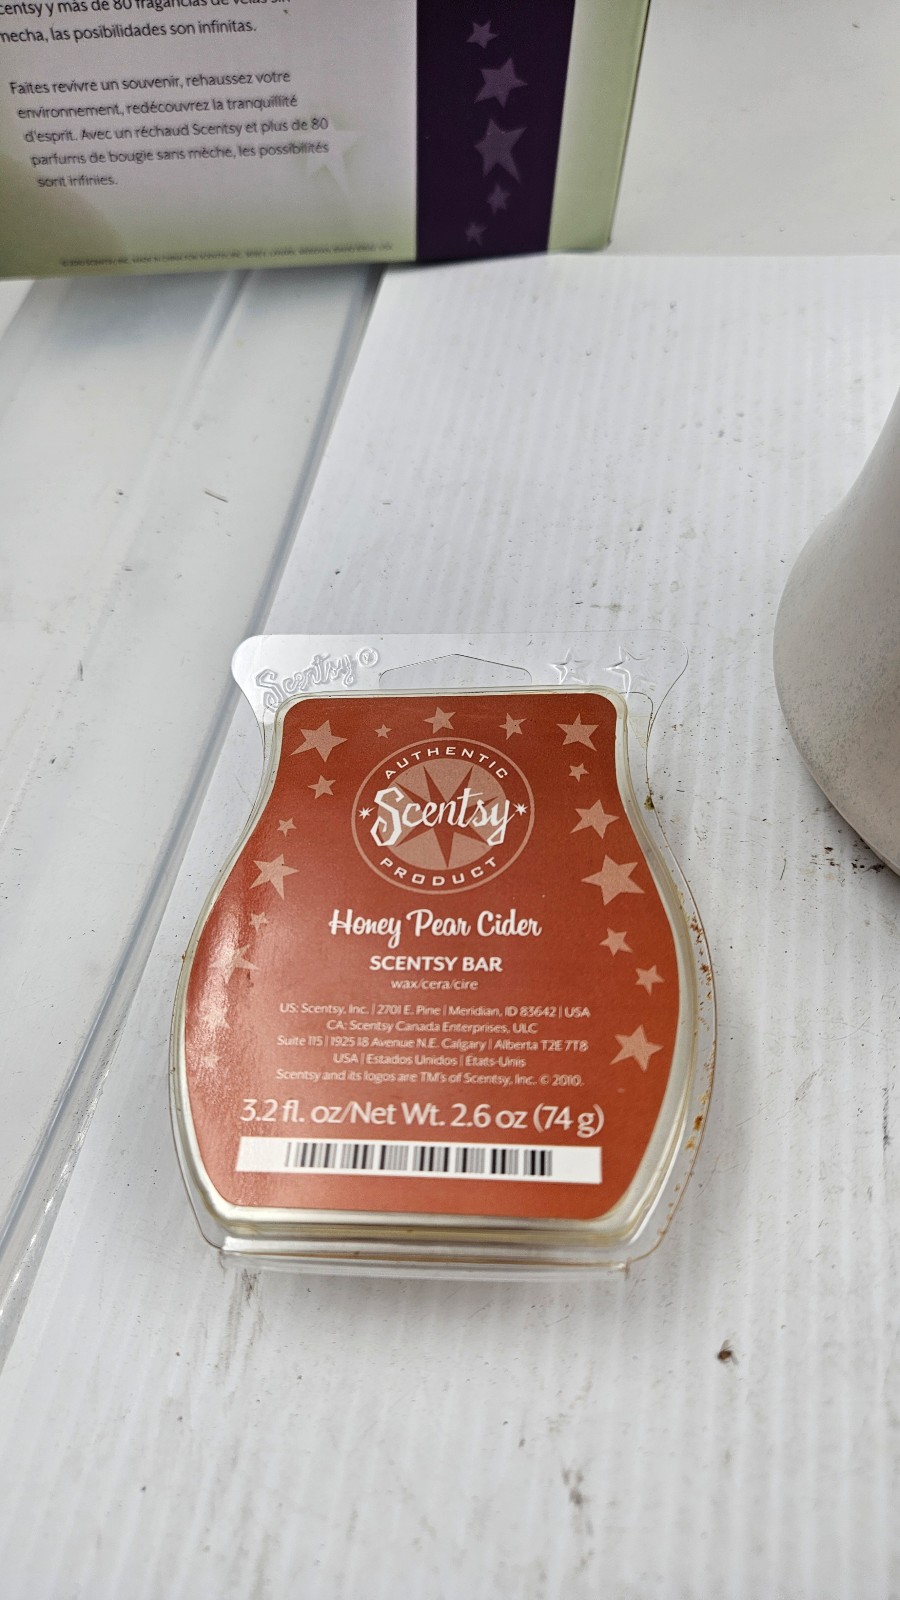 centsy y más de 80 fragancias de velas sin
mecha, las posibilidades son infinitas.
Faites revivre un souvenir, rehaussez votre
environnement, redécouvrez la tranquillité
d'esprit. Avec un réchaud Scentsy et plus de 80
parfums de bougie sans mèche, les possibilités
sont infinies.
Scentsy ®
AUTHENTIC
Scentsy
PRODUCT
Honey Pear Cider
SCENTSY BAR
wax/cera/cire
US: Scentsy, Inc. | 2701 E. Pine | Meridian, ID 83642 | USA
CA: Scentsy Canada Enterprises, ULC
Suite 115 | 1925 18 Avenue N.E. Calgary | Alberta T2E 7T8
USA | Estados Unidos | États-Unis
Scentsy and its logos are TM's of Scentsy, Inc. © 2010.
3.2 fl. oz/Net Wt. 2.6 oz (74 g)